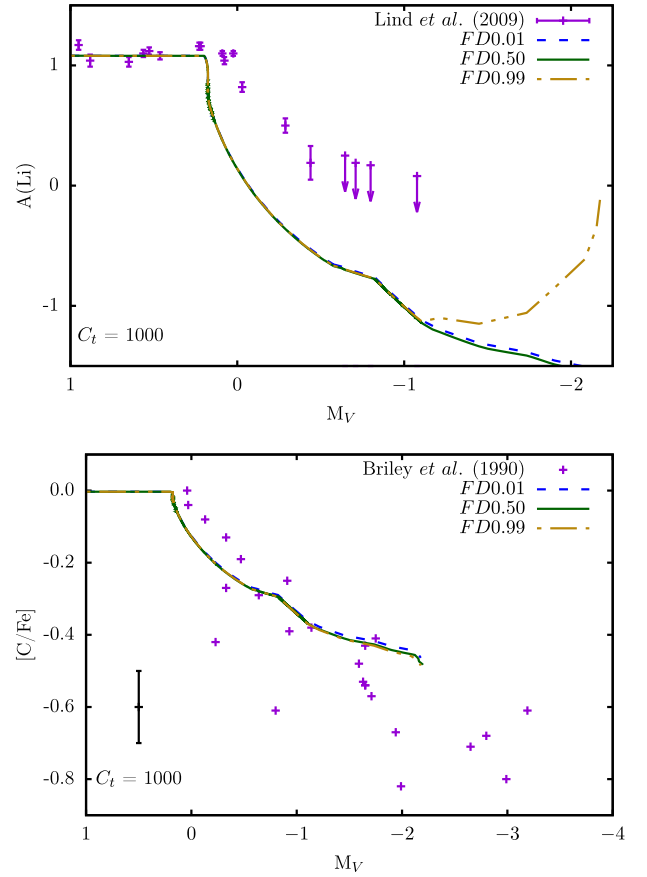 Lind et al. (2009)
FD0.01
FD0.50
FD0.99
1
0
-1
A(Li)
C_t = 1000
1 0 −1 −2
M_V
Briley et al. (1990)
FD0.01
FD0.50
FD0.99
0.0
-0.2
-0.4
-0.6
-0.8
[C/Fe]
C_t = 1000
1 0 −1 −2 −3 −4
M_V